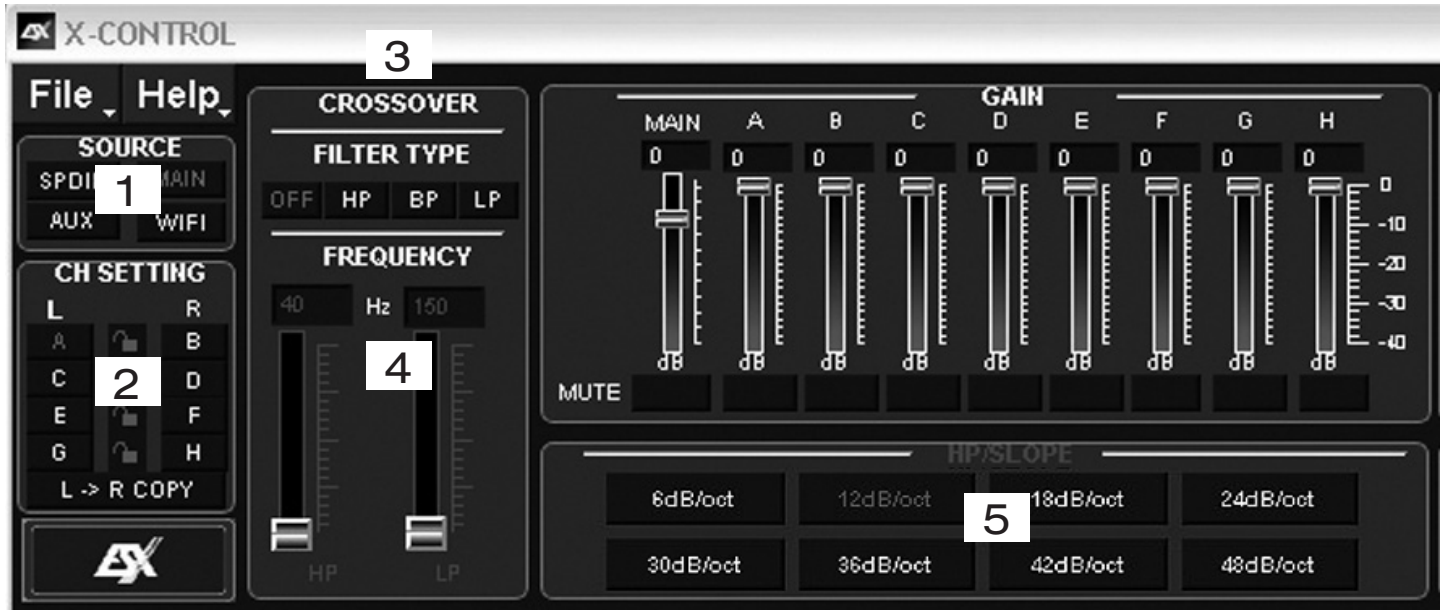 ESX X-CONTROL
3
File Help
SOURCE
1
MAIN
AUX WIFI
CH SETTING
L R
A B
C D
2
E F
G H
L -> R COPY
ESX
CROSSOVER
FILTER TYPE
OFF HP BP LP
FREQUENCY
40 Hz 150
4
HP LP
GAIN
MAIN A B C D E F G H
0 0 0 0 0 0 0 0 0
0
-10
-20
-30
-40
dB dB dB dB dB dB dB dB dB
MUTE
HP/SLOPE
6dB/oct 12dB/oct 18dB/oct 24dB/oct
5
30dB/oct 36dB/oct 42dB/oct 48dB/oct